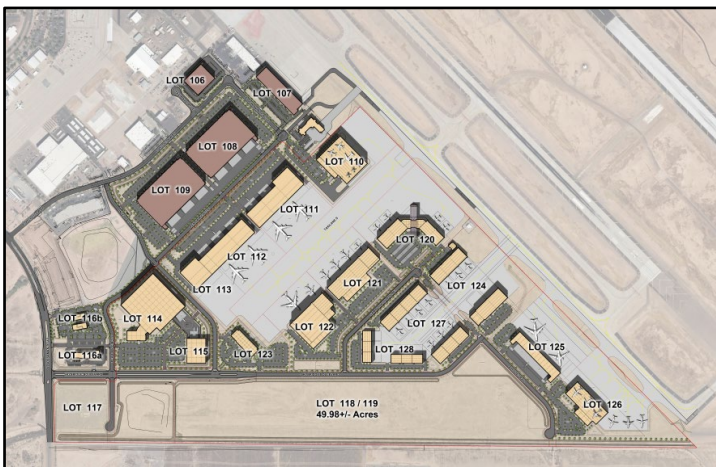 LOT 106
LOT 107
LOT 108
LOT 110
LOT 109
LOT 111
LOT 112
LOT 113
LOT 120
LOT 121
LOT 124
LOT 122
LOT 127
LOT 116b
LOT 114
LOT 116a
LOT 115
LOT 123
LOT 128
LOT 125
LOT 126
LOT 117
LOT 118 / 119
49.98+/- Acres